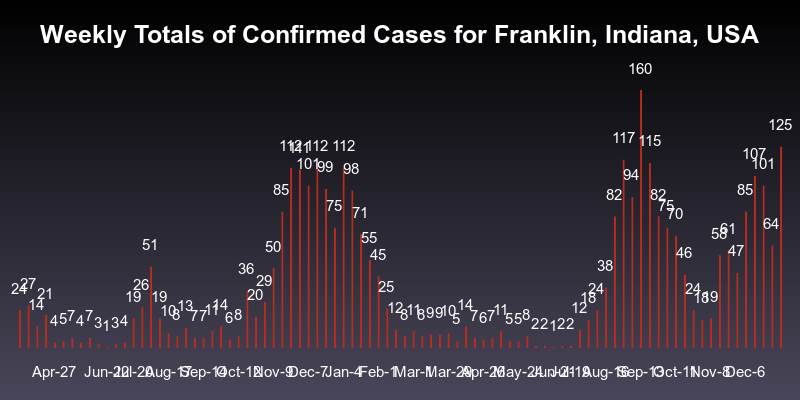 Weekly Totals of Confirmed Cases for Franklin, Indiana, USA
24 27 14 21 4 5 7 4 7 3 1 3 4 19 26 51 19 10 8 13 7 7 11 14 6 8 36 20 29 50 85 112 111 101 112 99 75 112 98 71 55 45 25 12 8 11 8 9 9 10 5 14 7 6 7 11 5 5 8 2 2 1 2 2 12 18 24 38 82 117 94 160 115 82 75 70 46 24 18 19 58 61 47 85 107 101 64 125
Apr-27 Jun-22 Jul-20 Aug-17 Sep-14 Oct-12 Nov-9 Dec-7 Jan-4 Feb-1 Mar-1 Mar-29 Apr-26 May-24 Jun-21 Jul-19 Aug-16 Sep-13 Oct-11 Nov-8 Dec-6